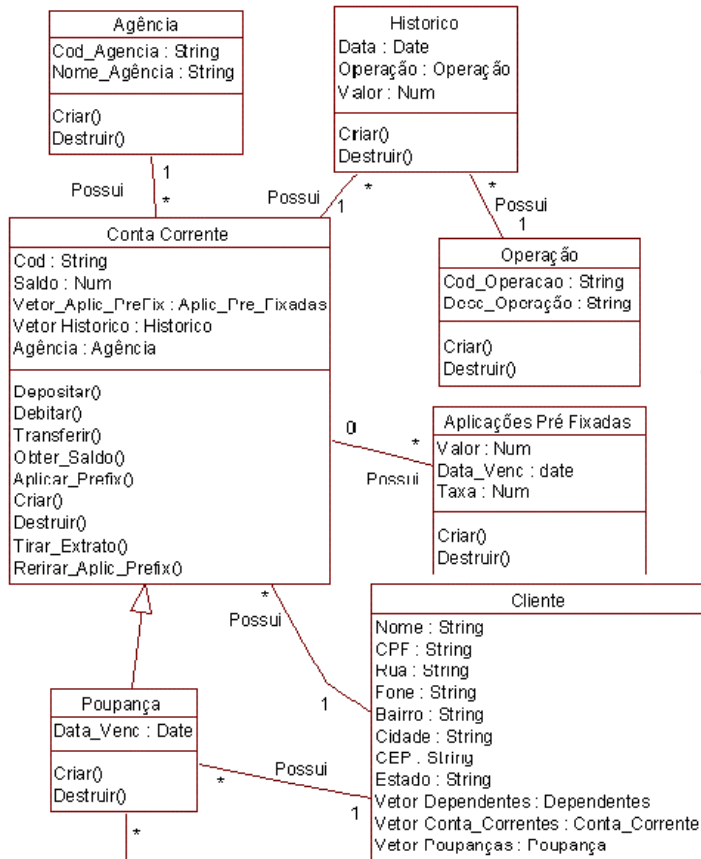 Agência
Cod_Agencia : String
Nome_Agência : String
Criar()
Destruir()
Historico
Data : Date
Operação : Operação
Valor : Num
Criar()
Destruir()
1
Possui
*
Possui
1
*
*
Possui
1
Conta Corrente
Cod : String
Saldo : Num
Vetor_Aplic_PreFix : Aplic_Pre_Fixadas
Vetor Historico : Historico
Agência : Agência
Depositar()
Debitar()
Transferir()
Obter_Saldo()
Aplicar_Prefix()
Criar()
Destruir()
Tirar_Extrato()
Rerirar_Aplic_Prefix()
Operação
Cod_Operacao : String
Desc_Operação : String
Criar()
Destruir()
0
*
Possui
Aplicações Pré Fixadas
Valor : Num
Data_Venc : date
Taxa : Num
Criar()
Destruir()
*
Possui
1
Cliente
Nome : String
CPF : String
Rua : String
Fone : String
Bairro : String
Cidade : String
CEP : String
Estado : String
Vetor Dependentes : Dependentes
Vetor Conta_Correntes : Conta_Corrente
Vetor Poupanças : Poupança
Poupança
Data_Venc : Date
Criar()
Destruir()
Possui
*
1
*